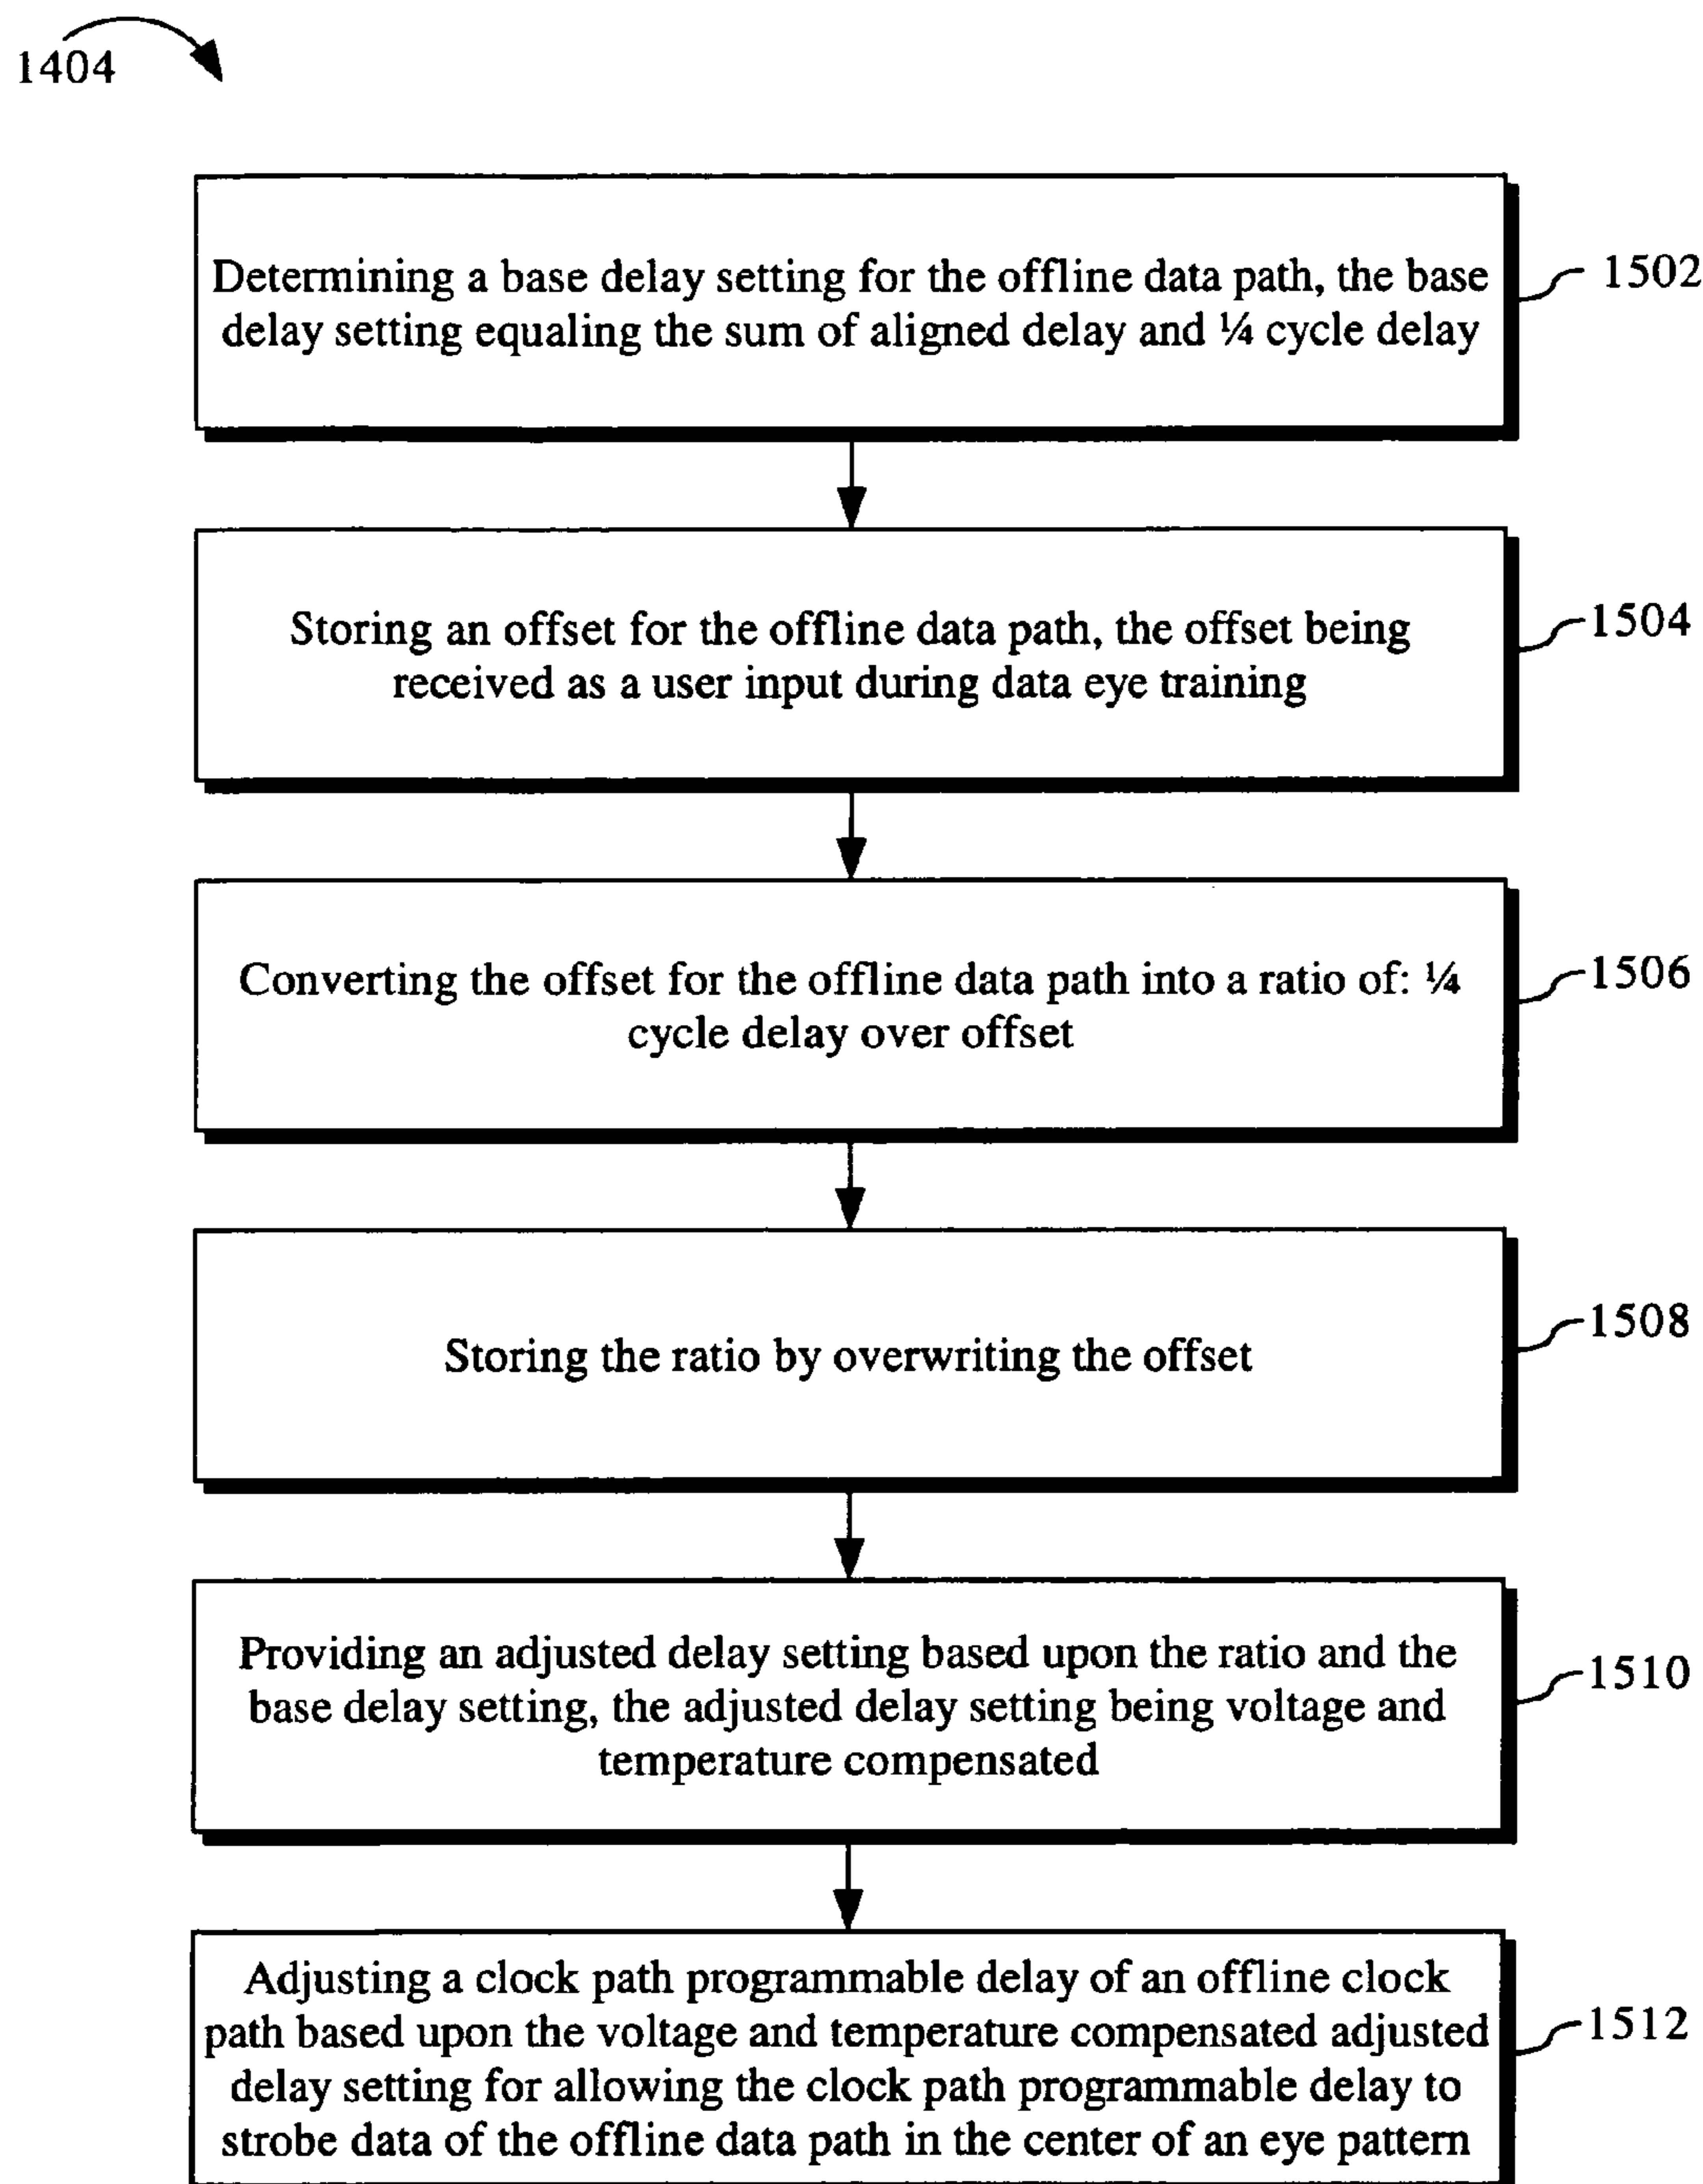 1404
Determining a base delay setting for the offline data path, the base
delay setting equaling the sum of aligned delay and ¼ cycle delay
1502
Storing an offset for the offline data path, the offset being
received as a user input during data eye training
1504
Converting the offset for the offline data path into a ratio of: ¼
cycle delay over offset
1506
Storing the ratio by overwriting the offset
1508
Providing an adjusted delay setting based upon the ratio and the
base delay setting, the adjusted delay setting being voltage and
temperature compensated
1510
Adjusting a clock path programmable delay of an offline clock
path based upon the voltage and temperature compensated adjusted
delay setting for allowing the clock path programmable delay to
strobe data of the offline data path in the center of an eye pattern
1512